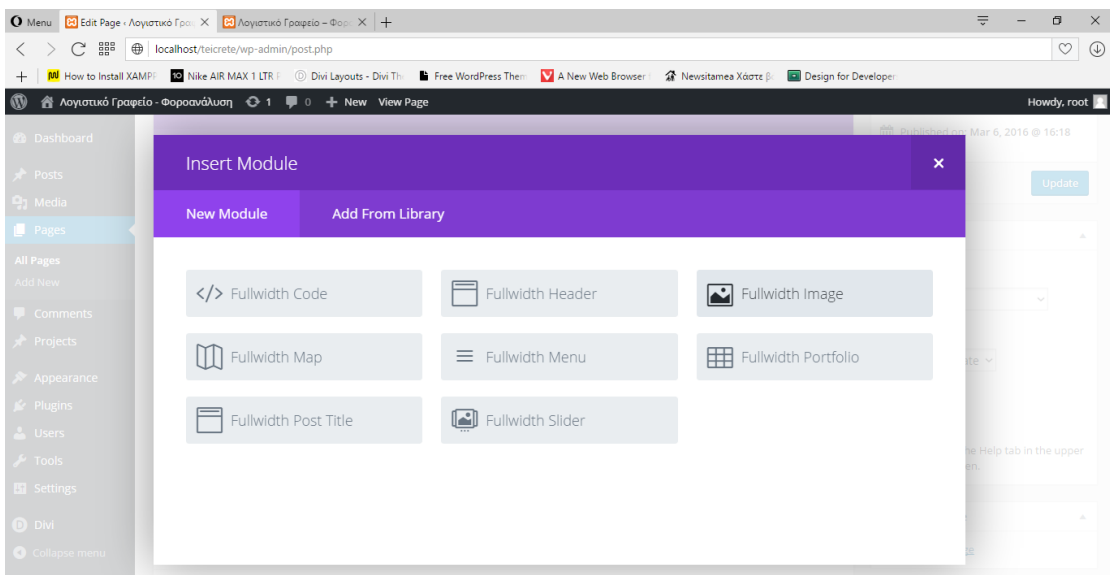 Menu
Edit Page ‹ Λογιστικό Γρα
Λογιστικό Γραφείο – Φορο
localhost/teicrete/wp-admin/post.php
How to Install XAMPP
Nike AIR MAX 1 LTR
Divi Layouts - Divi Th
Free WordPress Them
A New Web Browser
Newsitamea Χάστε β
Design for Developer
Λογιστικό Γραφείο - Φοροανάλυση 1 0 + New View Page
Howdy, root
Dashboard
Posts
Media
Pages
All Pages
Add New
Comments
Projects
Appearance
Plugins
Users
Tools
Settings
Divi
Collapse menu
Insert Module
New Module
Add From Library
Fullwidth Code
Fullwidth Header
Fullwidth Image
Fullwidth Map
Fullwidth Menu
Fullwidth Portfolio
Fullwidth Post Title
Fullwidth Slider
Published on: Mar 6, 2016 @ 16:18
Update
he Help tab in the upper
en.